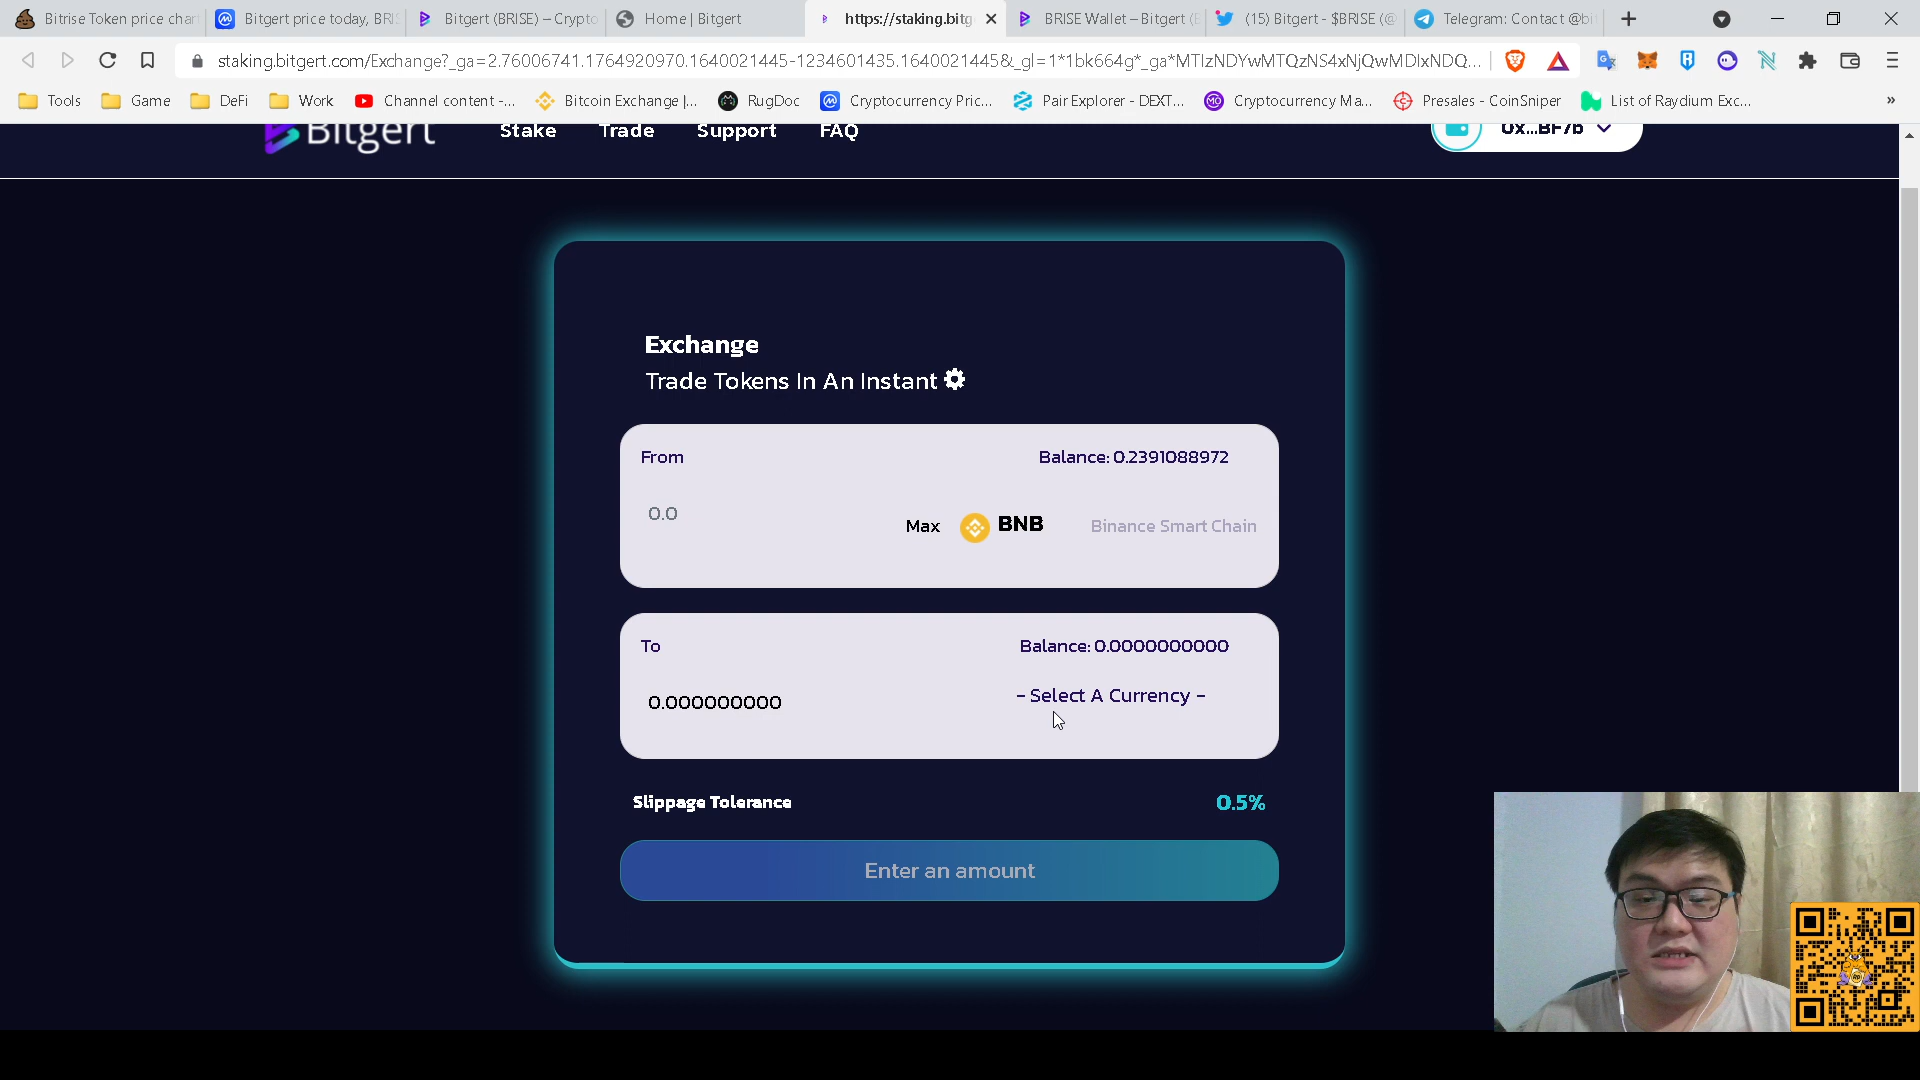 Bitrise Token price char
Bitgert price today, BRIS
Bitgert (BRISE) – Crypto
Home | Bitgert
https://staking.bitg
BRISE Wallet – Bitgert (B
(15) Bitgert - $BRISE (@
Telegram: Contact @bit
staking.bitgert.com/Exchange?_ga=2.76006741.1764920970.1640021445-1234601435.1640021445&_gl=1*1bk664g*_ga*MTIzNDYwMTQzNS4xNjQwMDIxNDQ...
Tools
Game
DeFi
Work
Channel content -...
Bitcoin Exchange |...
RugDoc
Cryptocurrency Pric...
Pair Explorer - DEXT...
Cryptocurrency Ma...
Presales - CoinSniper
List of Raydium Exc...
»
Bitgert
Stake
Trade
Support
FAQ
0x...BF7b
Exchange
Trade Tokens In An Instant
From
Balance: 0.2391088972
0.0
Max
BNB
Binance Smart Chain
To
Balance: 0.0000000000
0.000000000
- Select A Currency -
Slippage Tolerance
0.5%
Enter an amount